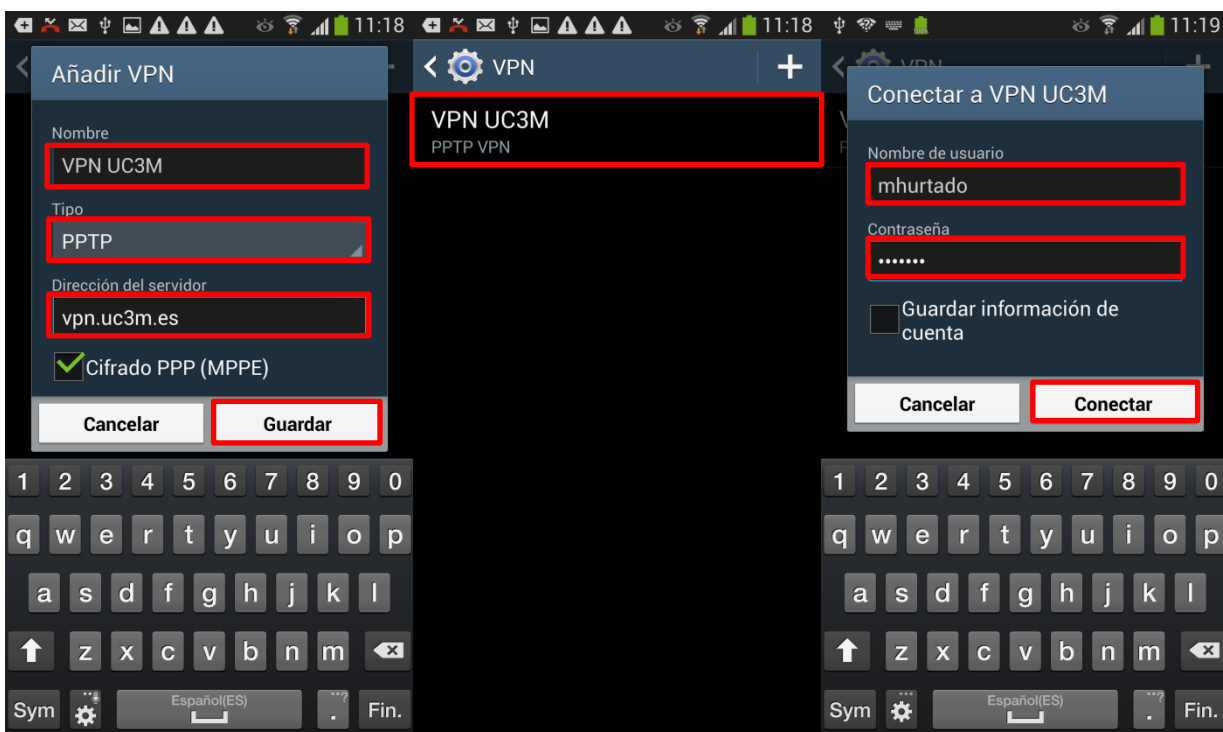 11:18
Añadir VPN
Nombre
VPN UC3M
Tipo
PPTP
Dirección del servidor
vpn.uc3m.es
Cifrado PPP (MPPE)
Cancelar Guardar
1 2 3 4 5 6 7 8 9 0
q w e r t y u i o p
a s d f g h j k l
z x c v b n m
Sym Español(ES) ...? . Fin.
11:18
VPN
VPN UC3M
PPTP VPN
11:19
VPN
Conectar a VPN UC3M
Nombre de usuario
mhurtado
Contraseña
•••••••
Guardar información de
cuenta
Cancelar Conectar
1 2 3 4 5 6 7 8 9 0
q w e r t y u i o p
a s d f g h j k l
z x c v b n m
Sym Español(ES) ...? . Fin.